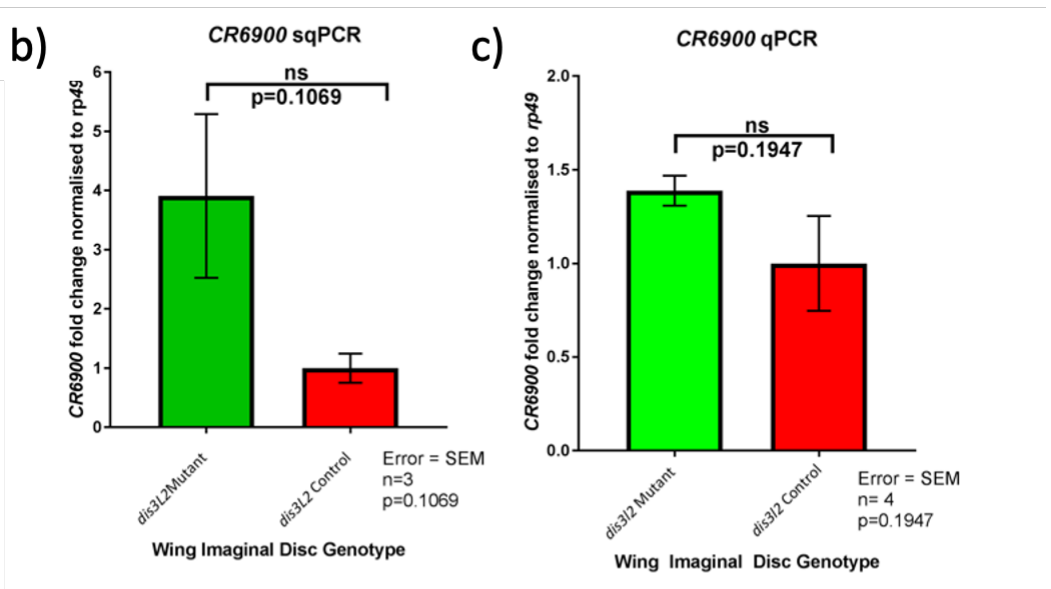 b)
CR6900 sqPCR
CR6900 fold change normalised to rp49
6
5
4
3
2
1
0
ns
p=0.1069
dis3L2Mutant
dis3L2 Control
Error = SEM
n=3
p=0.1069
Wing Imaginal Disc Genotype
c)
CR6900 qPCR
CR6900 fold change normalised to rp49
2.0
1.5
1.0
0.5
0.0
ns
p=0.1947
dis3l2 Mutant
dis3l2 Control
Error = SEM
n= 4
p=0.1947
Wing Imaginal Disc Genotype